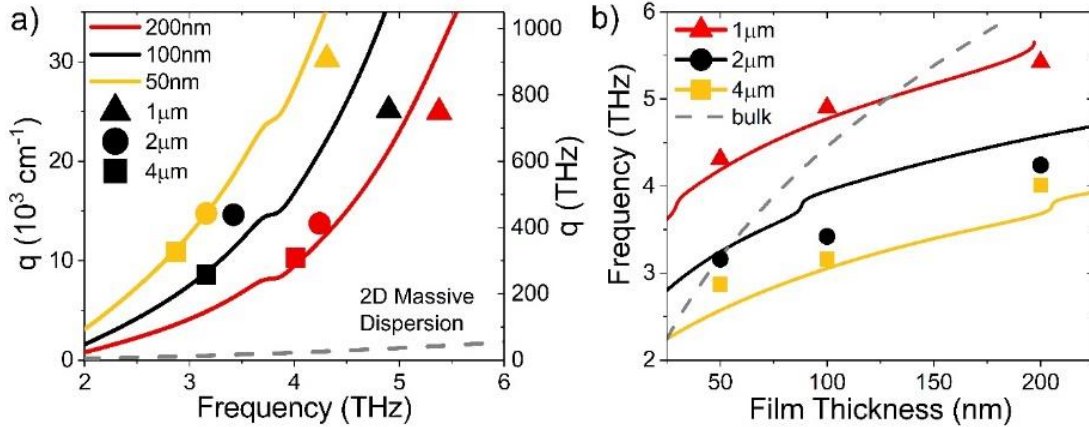 a)
35
30
20
10
0
q (10³ cm⁻¹)
200nm
100nm
50nm
1μm
2μm
4μm
2D Massive
Dispersion
1000
800
600
400
200
0
q (THz)
2 3 4 5 6
Frequency (THz)
b)
6
5
4
3
2
Frequency (THz)
1μm
2μm
4μm
bulk
50 100 150 200
Film Thickness (nm)